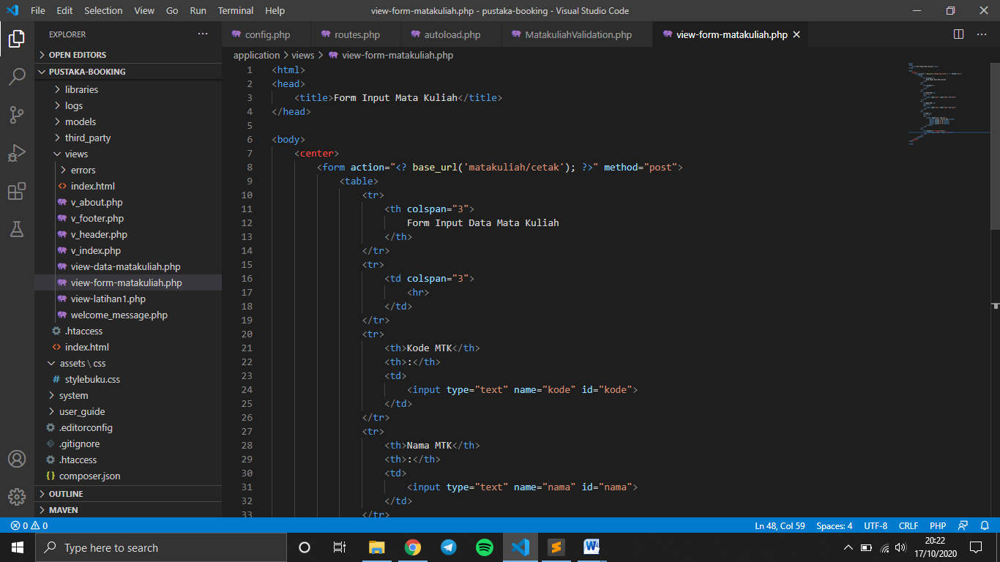 File Edit Selection View Go Run Terminal Help view-form-matakuliah.php - pustaka-booking - Visual Studio Code
EXPLORER
OPEN EDITORS
PUSTAKA-BOOKING
libraries
logs
models
third_party
views
errors
index.html
v_about.php
v_footer.php
v_header.php
v_index.php
view-data-matakuliah.php
view-form-matakuliah.php
view-latihan1.php
welcome_message.php
.htaccess
index.html
assets \ css
stylebuku.css
system
user_guide
.editorconfig
.gitignore
.htaccess
composer.json
OUTLINE
MAVEN
config.php routes.php autoload.php MatakuliahValidation.php view-form-matakuliah.php
application > views > view-form-matakuliah.php
1 <html>
2 <head>
3 <title>Form Input Mata Kuliah</title>
4 </head>
5
6 <body>
7 <center>
8 <form action="<? base_url('matakuliah/cetak'); ?>" method="post">
9 <table>
10 <tr>
11 <th colspan="3">
12 Form Input Data Mata Kuliah
13 </th>
14 </tr>
15 <tr>
16 <td colspan="3">
17 <hr>
18 </td>
19 </tr>
20 <tr>
21 <th>Kode MTK</th>
22 <th>:</th>
23 <td>
24 <input type="text" name="kode" id="kode">
25 </td>
26 </tr>
27 <tr>
28 <th>Nama MTK</th>
29 <th>:</th>
30 <td>
31 <input type="text" name="nama" id="nama">
32 </td>
33 </tr>
0 0 Ln 48, Col 59 Spaces: 4 UTF-8 CRLF PHP
Type here to search
20:22
17/10/2020